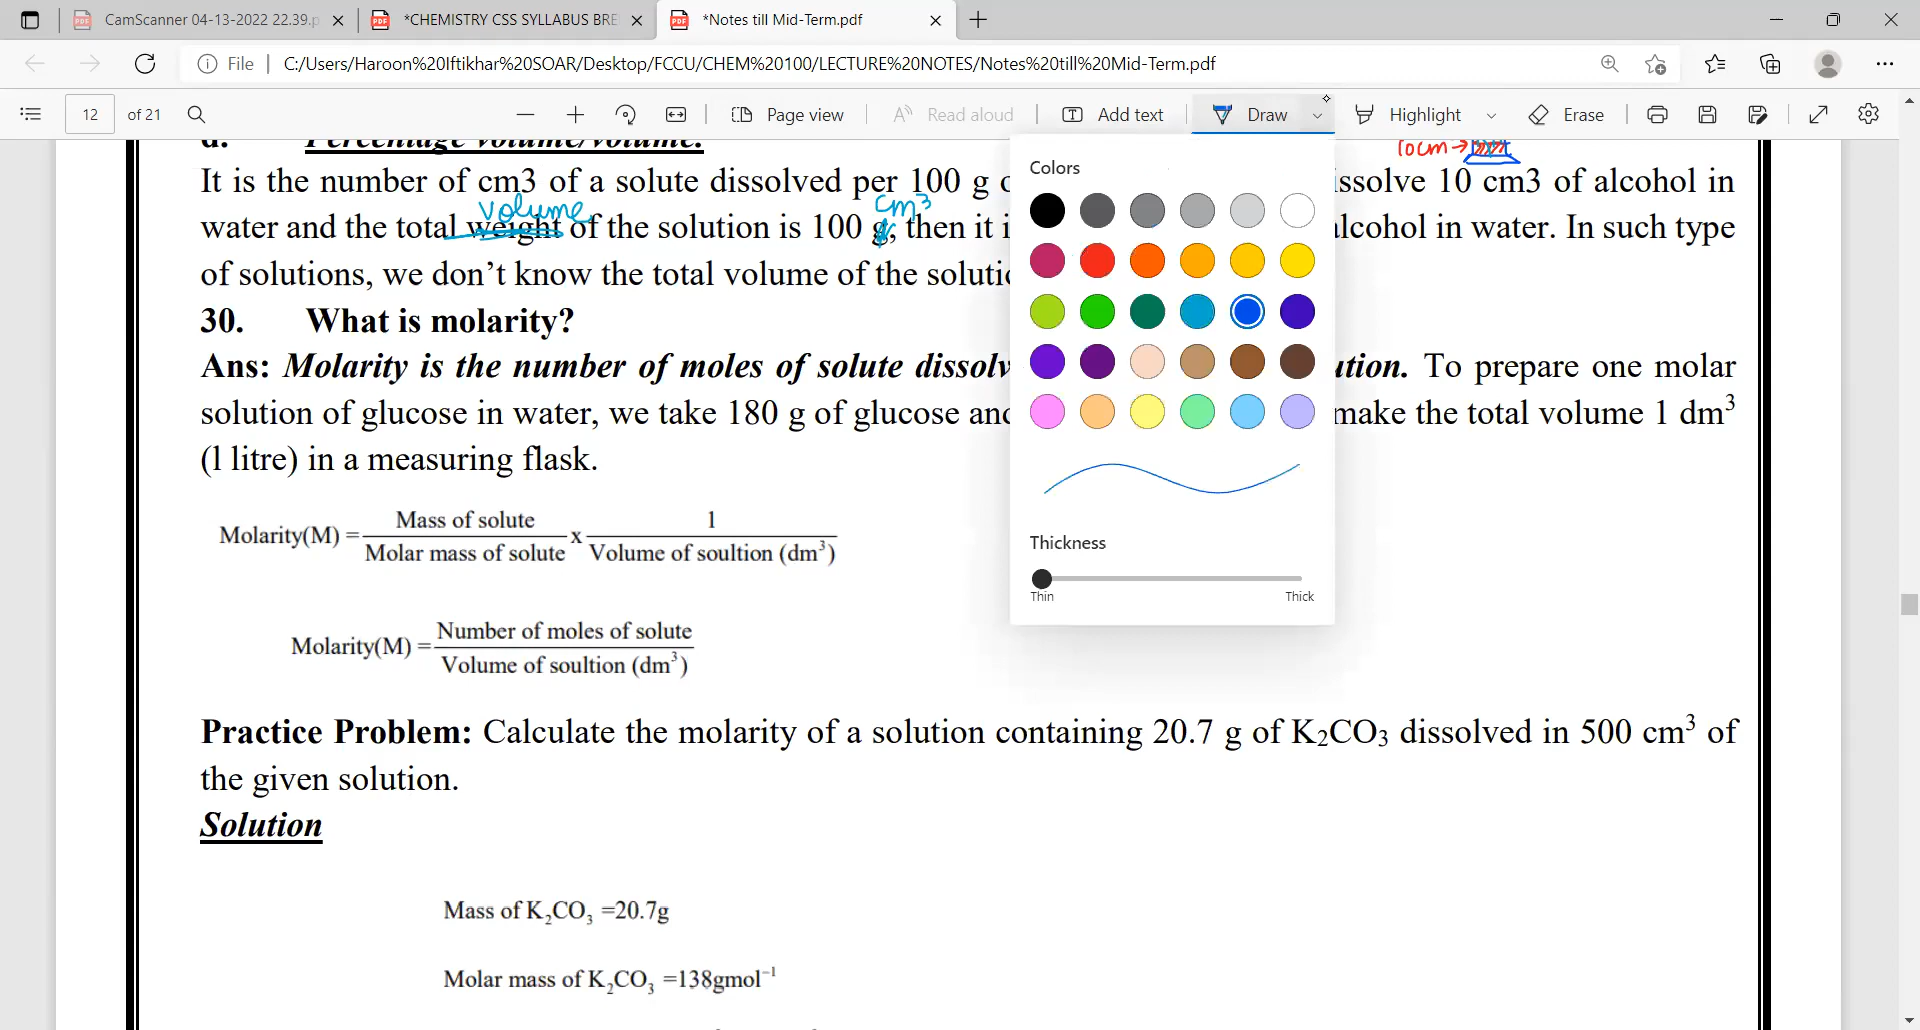 CamScanner 04-13-2022 22.39.p
*CHEMISTRY CSS SYLLABUS BRE
*Notes till Mid-Term.pdf
File
C:/Users/Haroon%20Iftikhar%20SOAR/Desktop/FCCU/CHEM%20100/LECTURE%20NOTES/Notes%20till%20Mid-Term.pdf
12 of 21
Page view
Read aloud
Add text
Draw
Highlight
Erase
d. Percentage volume/volume:
10cm→
It is the number of cm3 of a solute dissolved per 100 g o issolve 10 cm3 of alcohol in
volume cm³
water and the total weight of the solution is 100 g, then it i lcohol in water. In such type
of solutions, we don't know the total volume of the soluti
30. What is molarity?
Ans: Molarity is the number of moles of solute dissolv ution. To prepare one molar
solution of glucose in water, we take 180 g of glucose and make the total volume 1 dm³
(1 litre) in a measuring flask.
Molarity(M) = Mass of solute / Molar mass of solute x 1 / Volume of soultion (dm³)
Molarity(M) = Number of moles of solute / Volume of soultion (dm³)
Practice Problem: Calculate the molarity of a solution containing 20.7 g of K₂CO₃ dissolved in 500 cm³ of
the given solution.
Solution
Mass of K₂CO₃ =20.7g
Molar mass of K₂CO₃ =138gmol⁻¹
Colors
Thickness
Thin Thick